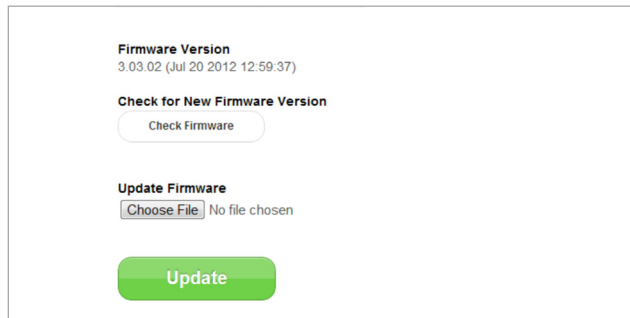 Firmware Version
3.03.02 (Jul 20 2012 12:59:37)
Check for New Firmware Version
Check Firmware
Update Firmware
Choose File No file chosen
Update